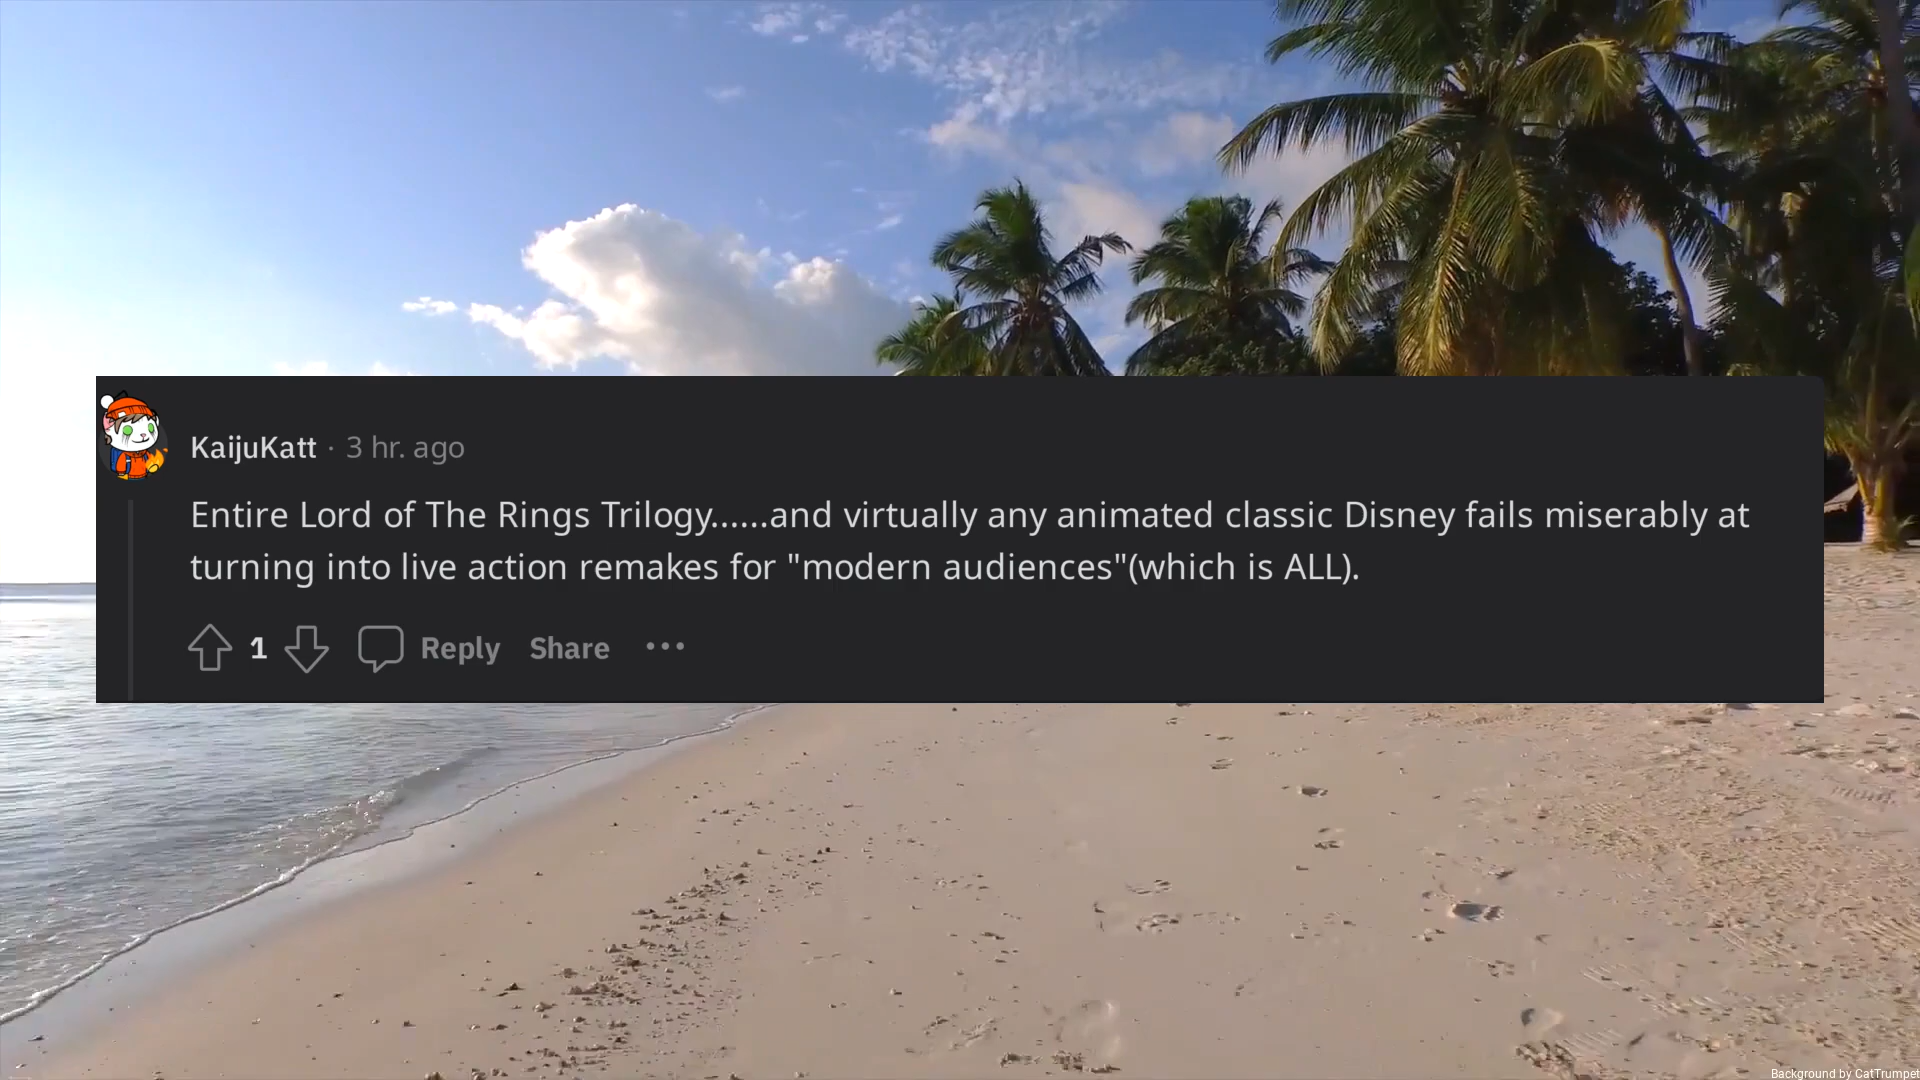 KaijuKatt · 3 hr. ago
Entire Lord of The Rings Trilogy......and virtually any animated classic Disney fails miserably at
turning into live action remakes for "modern audiences"(which is ALL).
1 Reply Share ···
Background by CatTrumpet